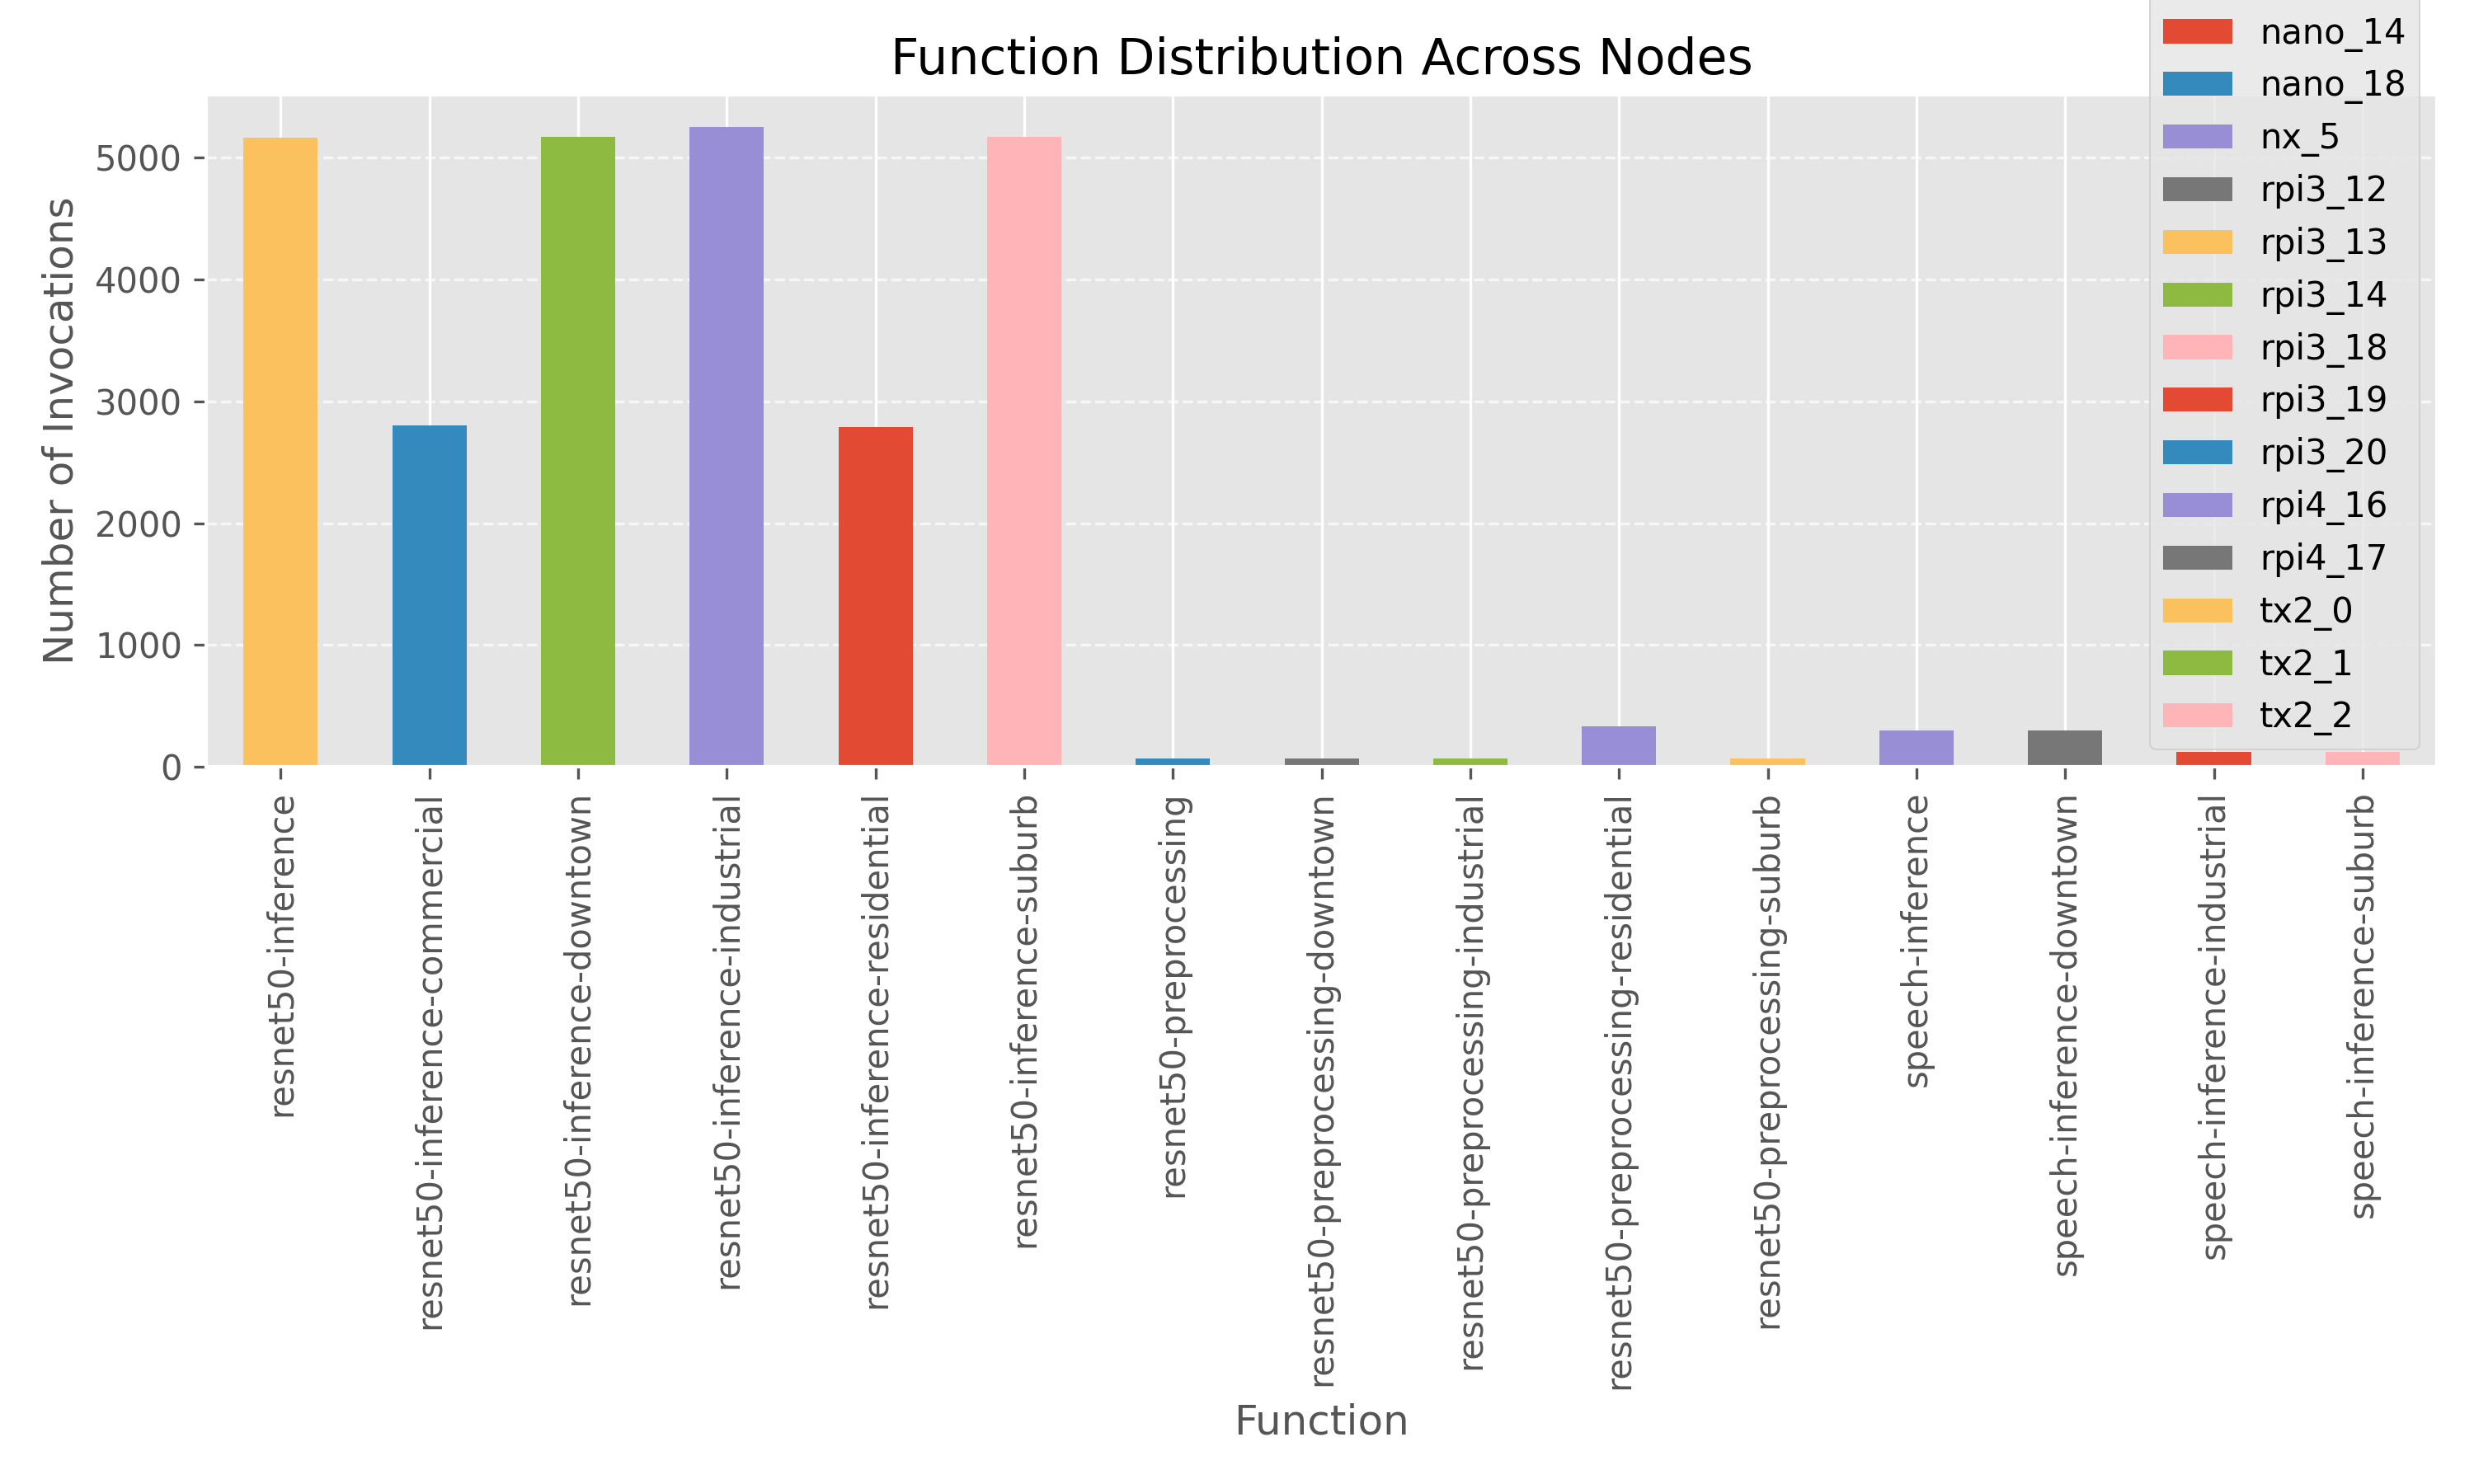 Function Distribution Across Nodes
nano_14
nano_18
nx_5
rpi3_12
rpi3_13
rpi3_14
rpi3_18
rpi3_19
rpi3_20
rpi4_16
rpi4_17
tx2_0
tx2_1
tx2_2
Number of Invocations
5000
4000
3000
2000
1000
0
resnet50-inference
resnet50-inference-commercial
resnet50-inference-downtown
resnet50-inference-industrial
resnet50-inference-residential
resnet50-inference-suburb
resnet50-preprocessing
resnet50-preprocessing-downtown
resnet50-preprocessing-industrial
resnet50-preprocessing-residential
resnet50-preprocessing-suburb
speech-inference
speech-inference-downtown
speech-inference-industrial
speech-inference-suburb
Function